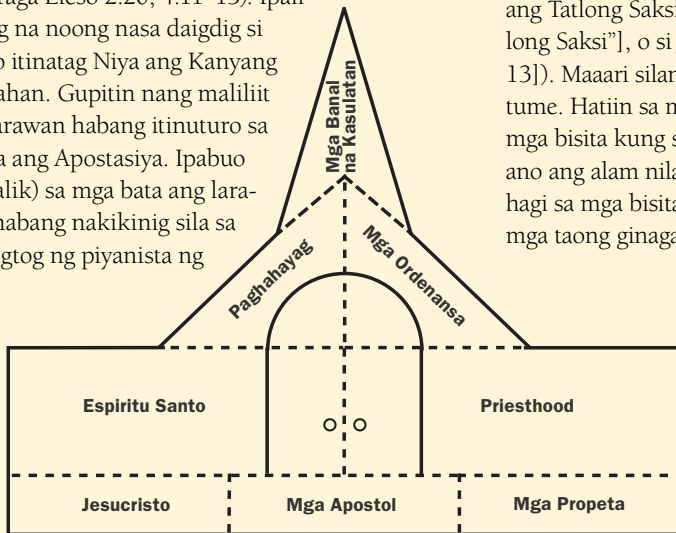 Efeso 2:20; 4:11–13). Ipali-
g na noong nasa daigdig si
o itinatag Niya ang Kanyang
ahan. Gupitin nang maliliit
arawan habang itinuturo sa
a ang Apostasiya. Ipabuo
alik) sa mga bata ang lara-
habang nakikinig sila sa
gtog ng piyanista ng
ang Tatlong Saksi
long Saksi”], o si
13]). Maaari silan
tume. Hatiin sa m
mga bisita kung s
ano ang alam nila
hagi sa mga bisita
mga taong ginaga
Mga Banal
na Kasulatan
Paghahayag
Mga Ordenansa
Espiritu Santo
Priesthood
Jesucristo
Mga Apostol
Mga Propeta